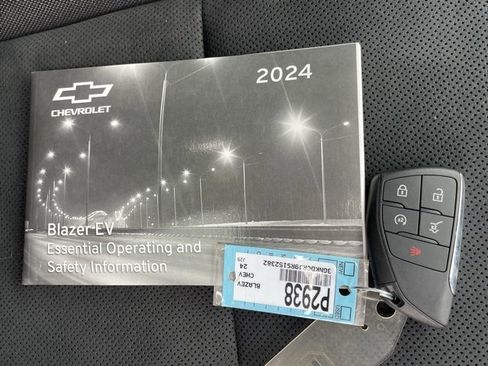 2024
CHEVROLET
Blazer EV
Essential Operating and
Safety Information
P2938
BLAZEV
CHEV
24